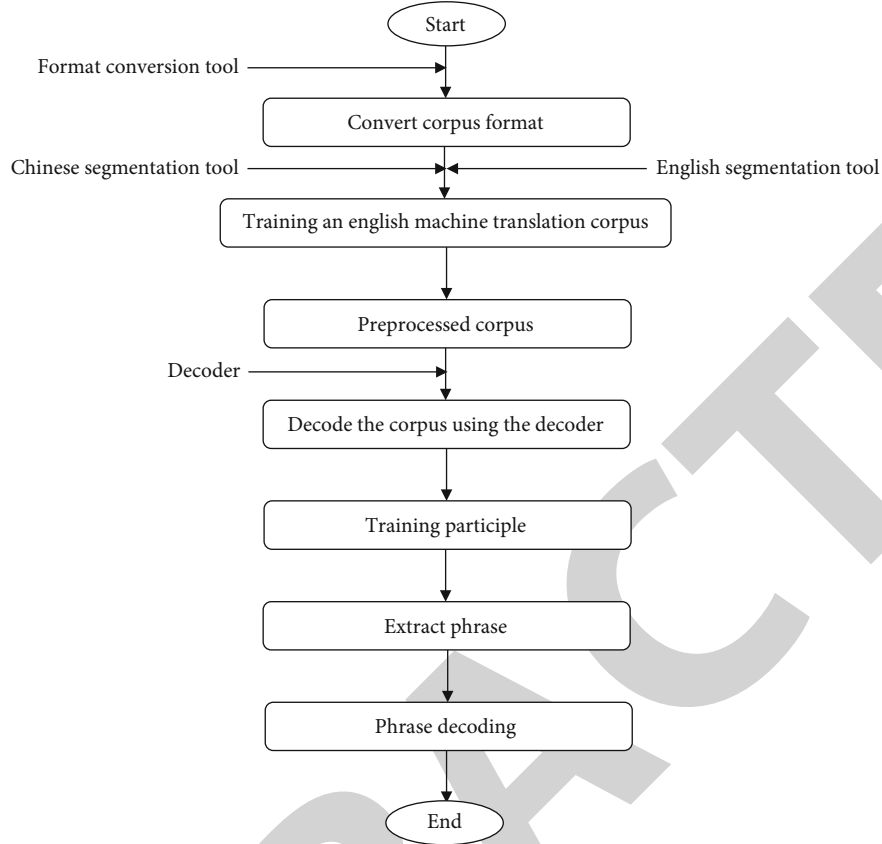 Start
Format conversion tool
Convert corpus format
Chinese segmentation tool
English segmentation tool
Training an english machine translation corpus
Preprocessed corpus
Decoder
Decode the corpus using the decoder
Training participle
Extract phrase
Phrase decoding
End